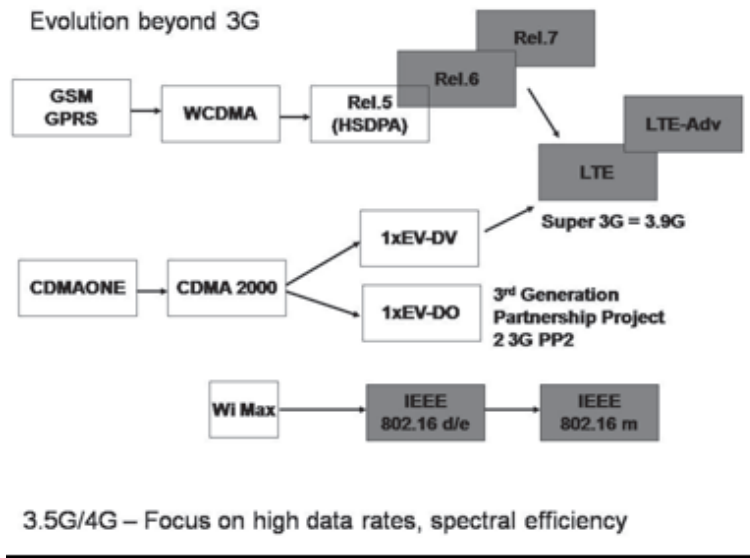 Evolution beyond 3G
Rel.7
Rel.6
GSM
GPRS
WCDMA
Rel.5
(HSDPA)
LTE-Adv
LTE
Super 3G = 3.9G
1xEV-DV
CDMAONE
CDMA 2000
1xEV-DO
3rd Generation
Partnership Project
2 3G PP2
Wi Max
IEEE
802.16 d/e
IEEE
802.16 m
3.5G/4G – Focus on high data rates, spectral efficiency